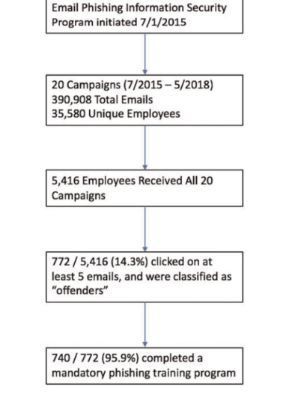 Email Phishing Information Security
Program initiated 7/1/2015
20 Campaigns (7/2015 – 5/2018)
390,908 Total Emails
35,580 Unique Employees
5,416 Employees Received All 20
Campaigns
772 / 5,416 (14.3%) clicked on at
least 5 emails, and were classified as
“offenders”
740 / 772 (95.9%) completed a
mandatory phishing training program